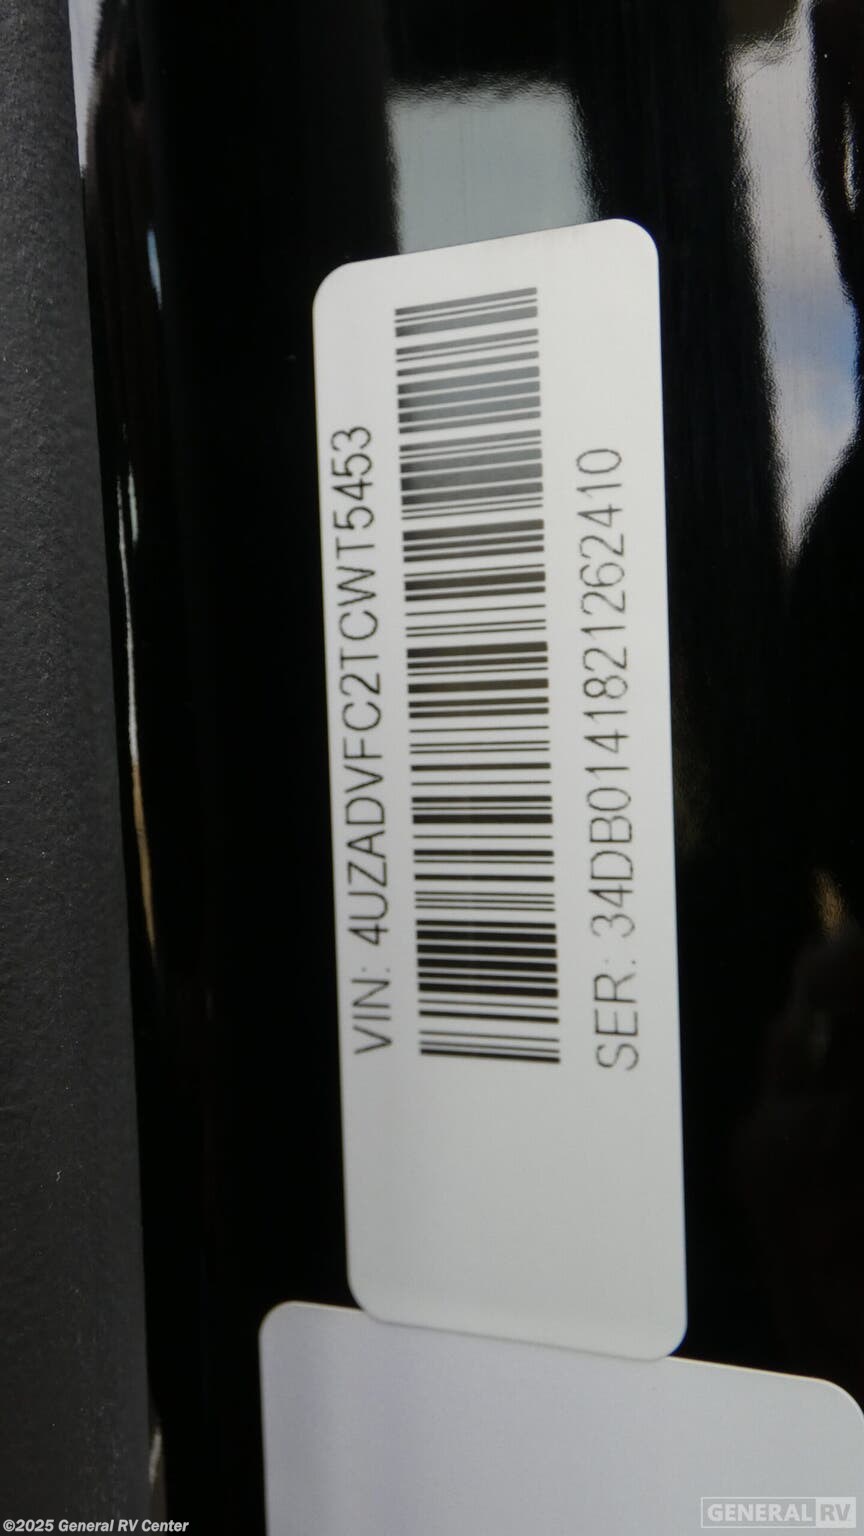 VIN: 4UZADVFC2TCWT5453
SER: 34DB0141821262410
GENERAL RV
©2025 General RV Center